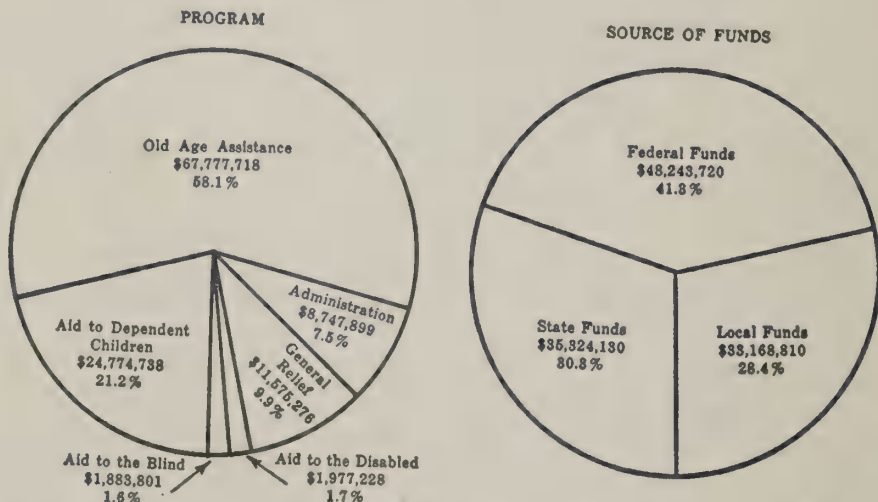 PROGRAM
Old Age Assistance
$67,777,718
58.1%
Administration
$8,747,899
7.5%
General
Relief
$11,575,276
9.9%
Aid to Dependent
Children
$24,774,738
21.2%
Aid to the Blind
$1,883,801
1.6%
Aid to the Disabled
$1,977,228
1.7%
SOURCE OF FUNDS
Federal Funds
$48,243,720
41.3%
State Funds
$35,324,130
30.3%
Local Funds
$33,168,810
28.4%